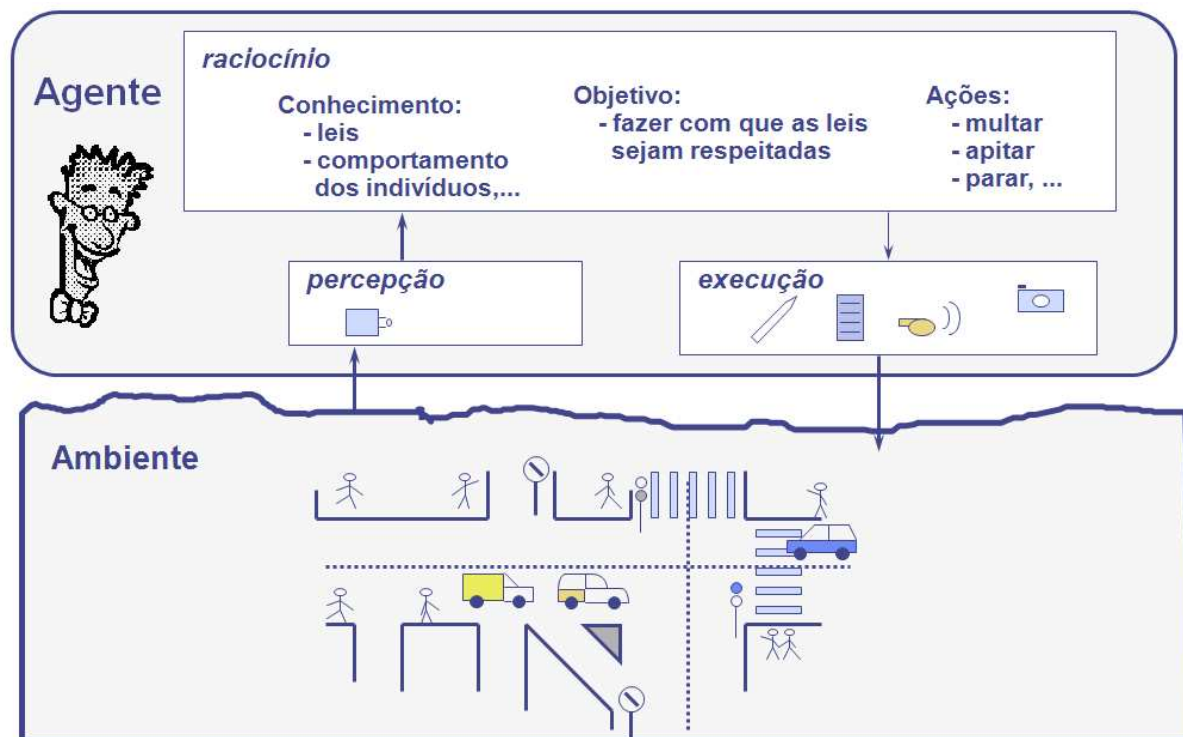 Agente
raciocínio
Conhecimento:
- leis
- comportamento
dos indivíduos,...
Objetivo:
- fazer com que as leis
sejam respeitadas
Ações:
- multar
- apitar
- parar, ...
percepção
execução
Ambiente